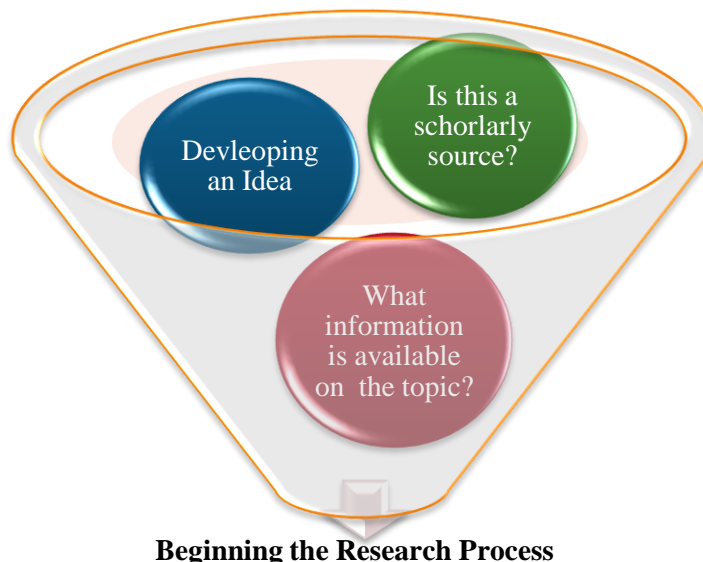 Devleoping
an Idea
Is this a
schorlarly
source?
What
information
is available
on the topic?
Beginning the Research Process